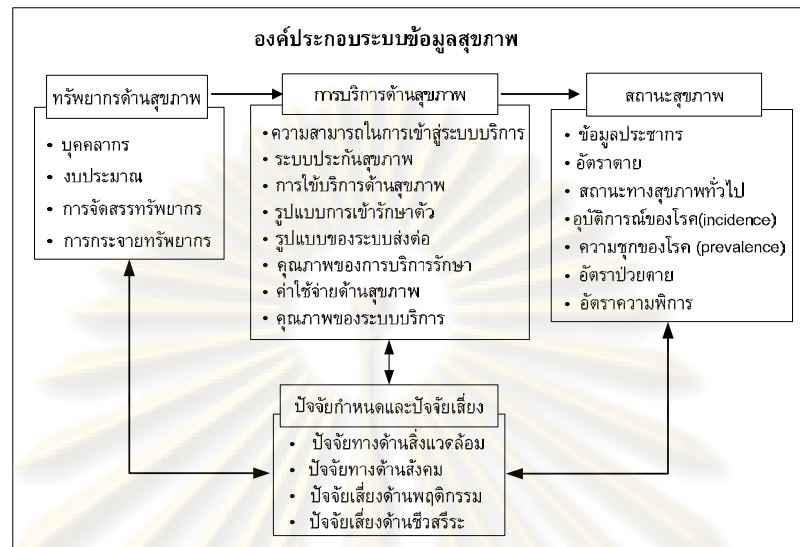 องค์ประกอบระบบข้อมูลสุขภาพ
ทรัพยากรด้านสุขภาพ
• บุคคลากร
• งบประมาณ
• การจัดสรรทรัพยากร
• การกระจายทรัพยากร
การบริการด้านสุขภาพ
• ความสามารถในการเข้าสู่ระบบบริการ
• ระบบประกันสุขภาพ
• การใช้บริการด้านสุขภาพ
• รูปแบบการเข้ารักษาตัว
• รูปแบบของระบบส่งต่อ
• คุณภาพของการบริการรักษา
• ค่าใช้จ่ายด้านสุขภาพ
• คุณภาพของระบบบริการ
สถานะสุขภาพ
• ข้อมูลประชากร
• อัตราตาย
• สถานะทางสุขภาพทั่วไป
• อุบัติการณ์ของโรค(incidence)
• ความชุกของโรค (prevalence)
• อัตราป่วยตาย
• อัตราความพิการ
ปัจจัยกำหนดและปัจจัยเสี่ยง
• ปัจจัยทางด้านสิ่งแวดล้อม
• ปัจจัยทางด้านสังคม
• ปัจจัยเสี่ยงด้านพฤติกรรม
• ปัจจัยเสี่ยงด้านชีวสรีระ